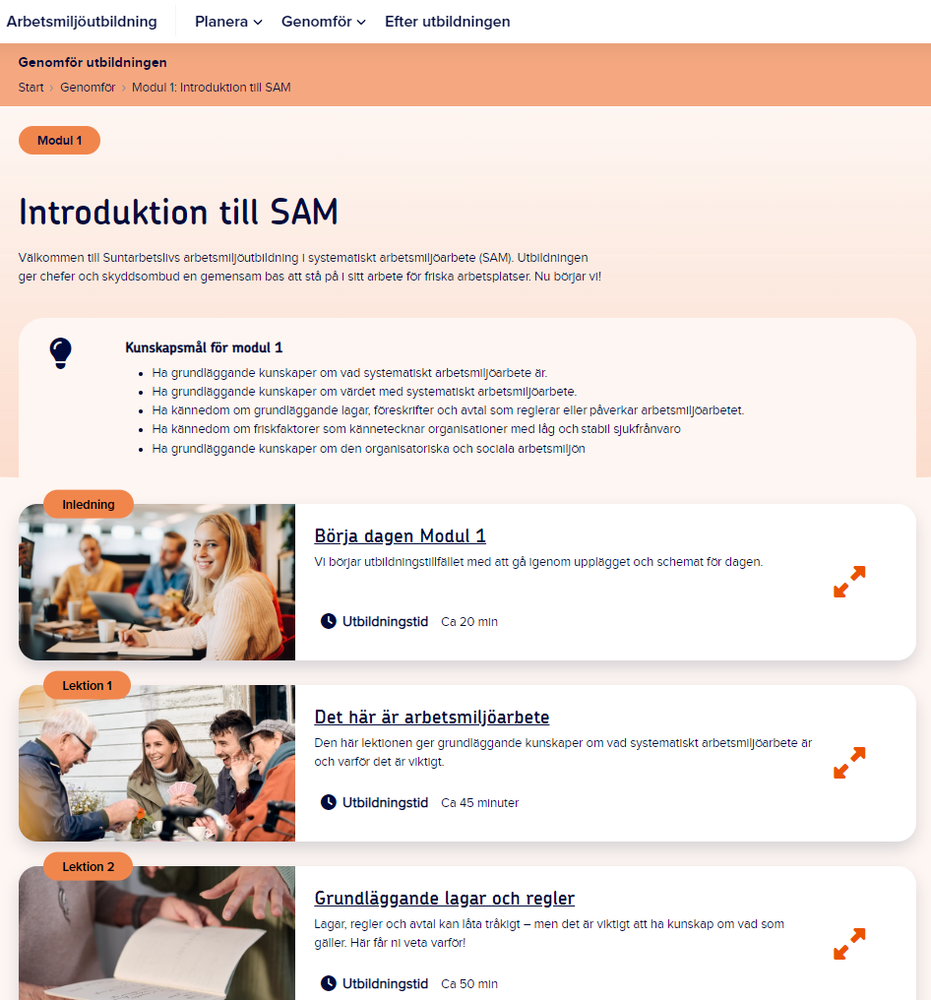 Arbetsmiljöutbildning Planera Genomför Efter utbildningen
Genomför utbildningen
Start › Genomför › Modul 1: Introduktion till SAM
Modul 1
Introduktion till SAM
Välkommen till Suntarbetslivs arbetsmiljöutbildning i systematiskt arbetsmiljöarbete (SAM). Utbildningen
ger chefer och skyddsombud en gemensam bas att stå på i sitt arbete för friska arbetsplatser. Nu börjar vi!
Kunskapsmål för modul 1
• Ha grundläggande kunskaper om vad systematiskt arbetsmiljöarbete är.
• Ha grundläggande kunskaper om värdet med systematiskt arbetsmiljöarbete.
• Ha kännedom om grundläggande lagar, föreskrifter och avtal som reglerar eller påverkar arbetsmiljöarbetet.
• Ha kännedom om friskfaktorer som kännetecknar organisationer med låg och stabil sjukfrånvaro
• Ha grundläggande kunskaper om den organisatoriska och sociala arbetsmiljön
Inledning
Börja dagen Modul 1
Vi börjar utbildningstillfället med att gå igenom upplägget och schemat för dagen.
Utbildningstid Ca 20 min
Lektion 1
Det här är arbetsmiljöarbete
Den här lektionen ger grundläggande kunskaper om vad systematiskt arbetsmiljöarbete är
och varför det är viktigt.
Utbildningstid Ca 45 minuter
Lektion 2
Grundläggande lagar och regler
Lagar, regler och avtal kan låta tråkigt – men det är viktigt att ha kunskap om vad som
gäller. Här får ni veta varför!
Utbildningstid Ca 50 min